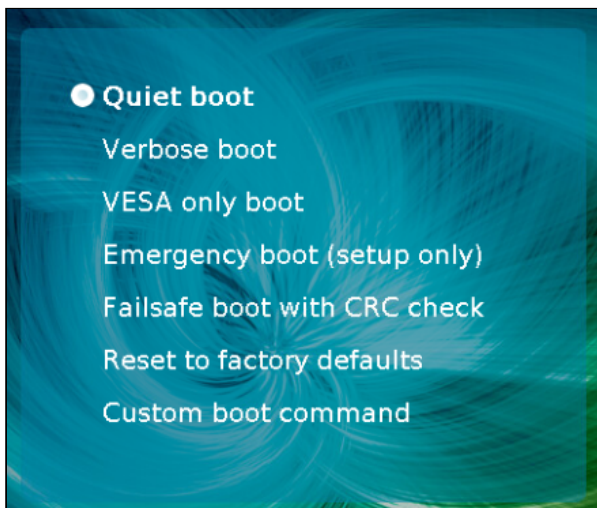 Quiet boot
Verbose boot
VESA only boot
Emergency boot (setup only)
Failsafe boot with CRC check
Reset to factory defaults
Custom boot command